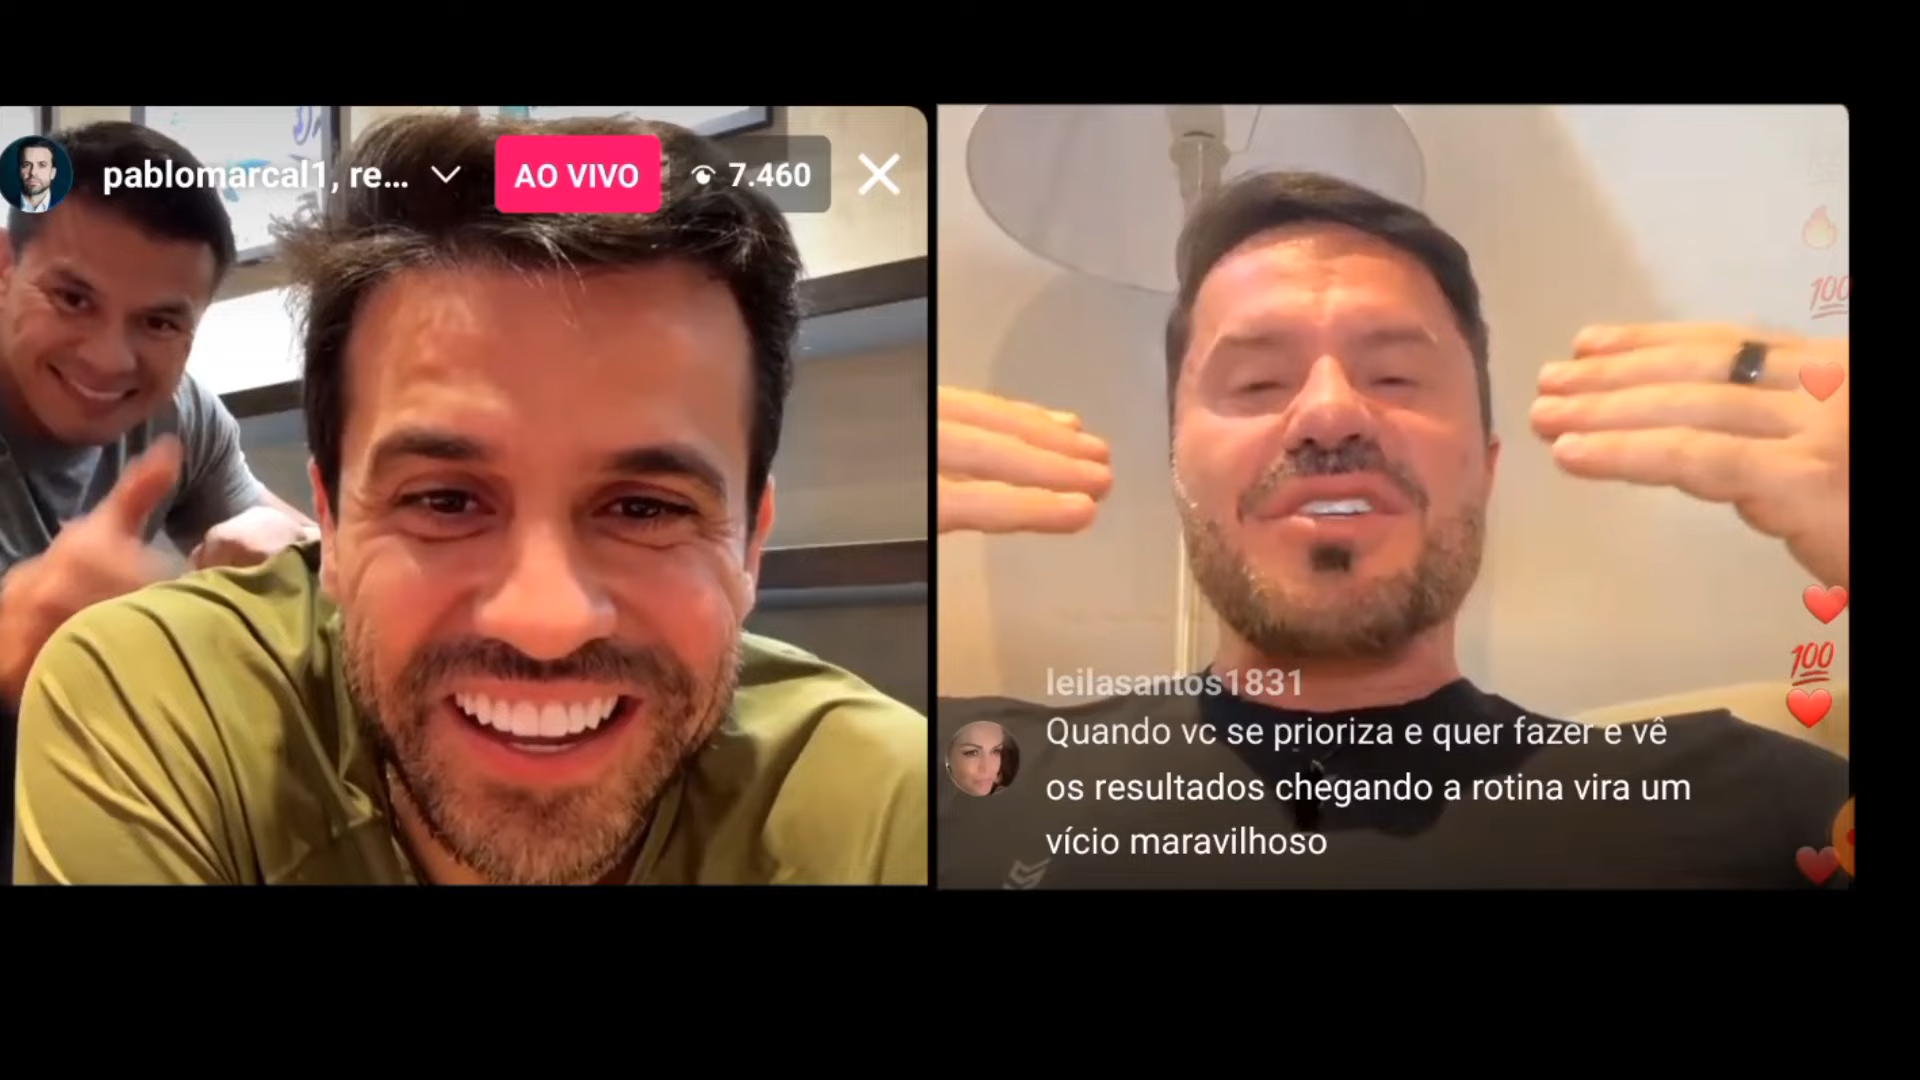 pablomarcal1, re...
AO VIVO
7.460
leilasantos1831
Quando vc se prioriza e quer fazer e vê
os resultados chegando a rotina vira um
vício maravilhoso
100
100